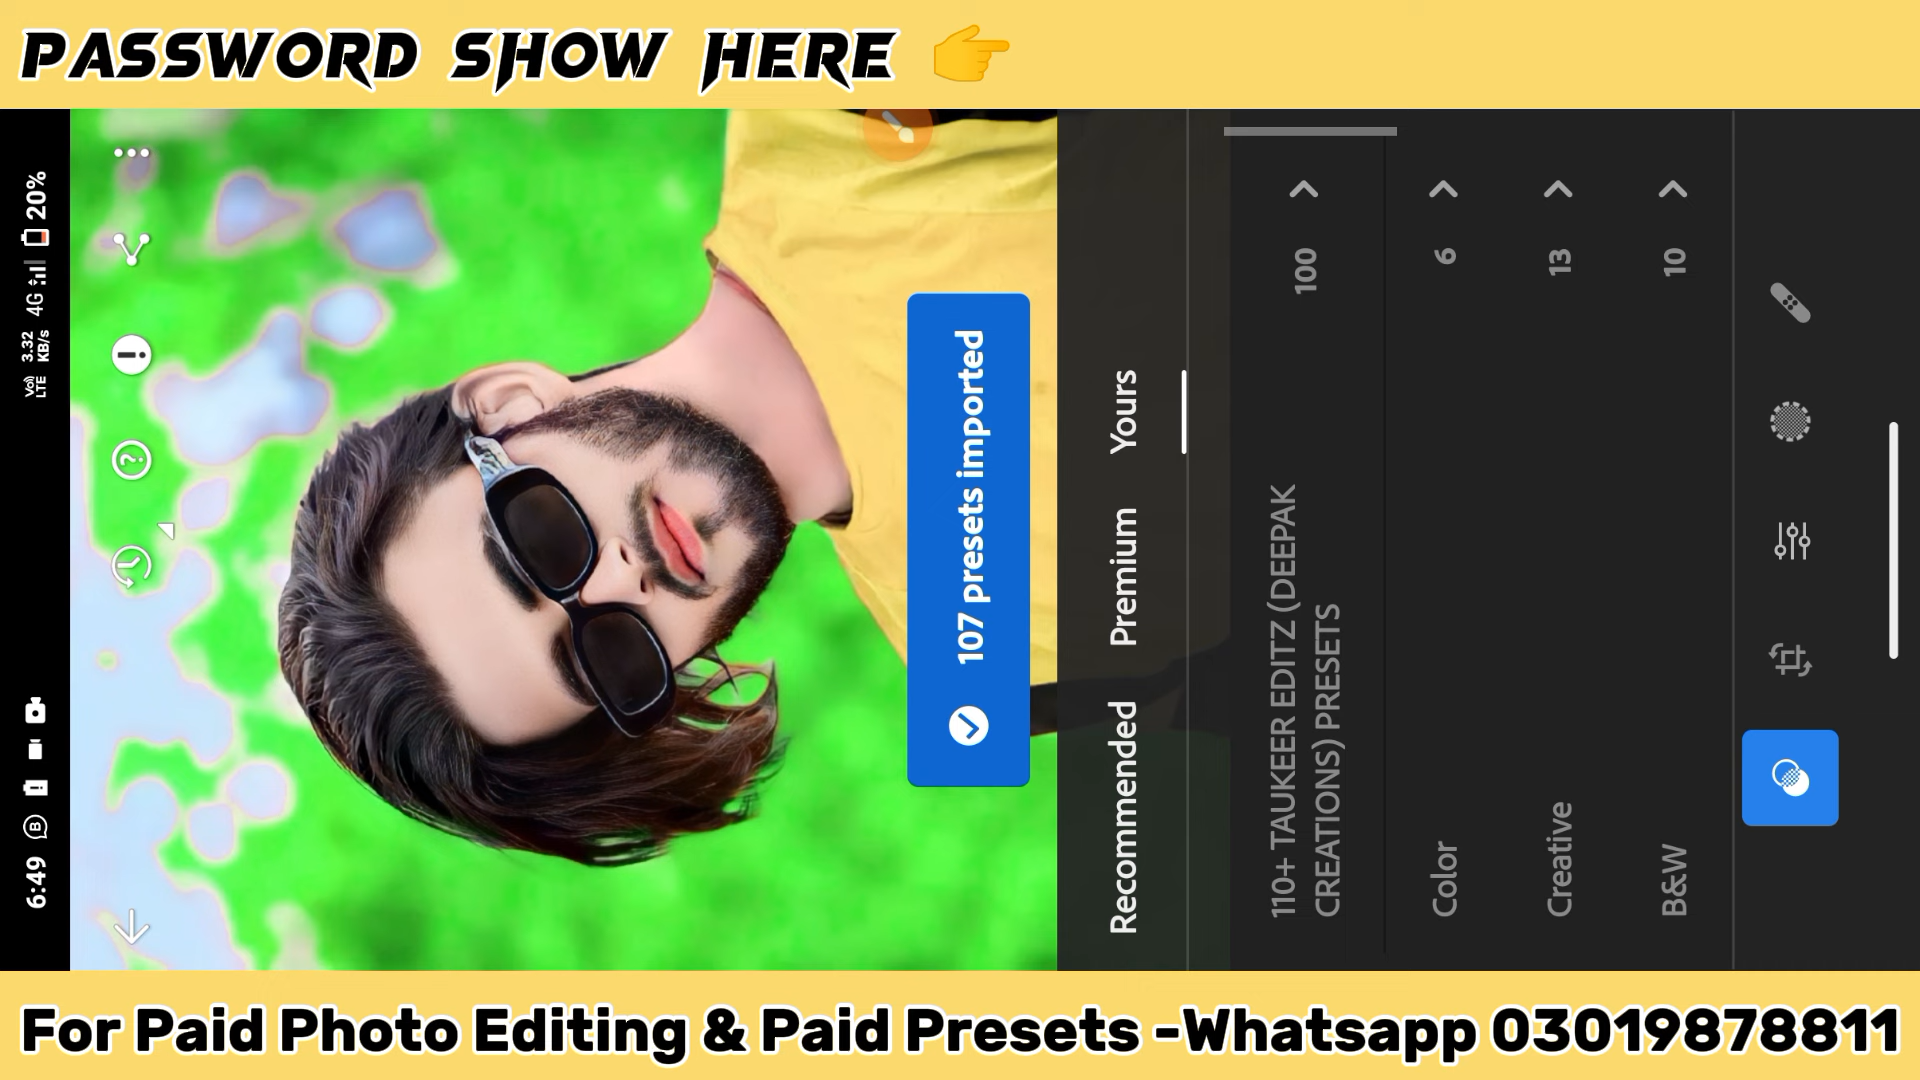 PASSWORD SHOW HERE 👉
6:49
VoLTE 3.32 KB/s 4G 20%
107 presets imported
Recommended Premium Yours
110+ TAUKEER EDITZ (DEEPAK
CREATIONS) PRESETS 100
Color 6
Creative 13
B&W 10
For Paid Photo Editing & Paid Presets -Whatsapp 03019878811